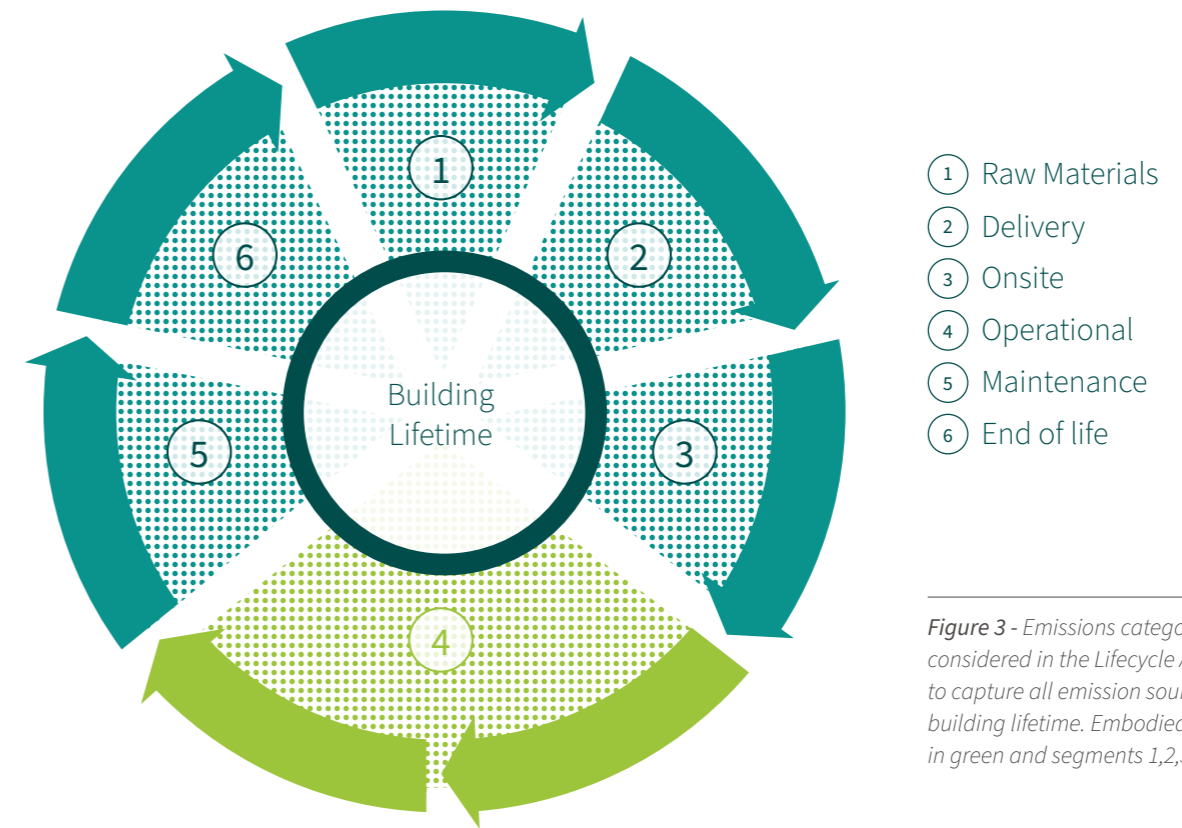 1
2
3
4
5
6
Building
Lifetime
1 Raw Materials
2 Delivery
3 Onsite
4 Operational
5 Maintenance
6 End of life
Figure 3 - Emissions
considered in the Lifecycle
to capture all emission
building lifetime. Embodied
in green and segments 1,2,